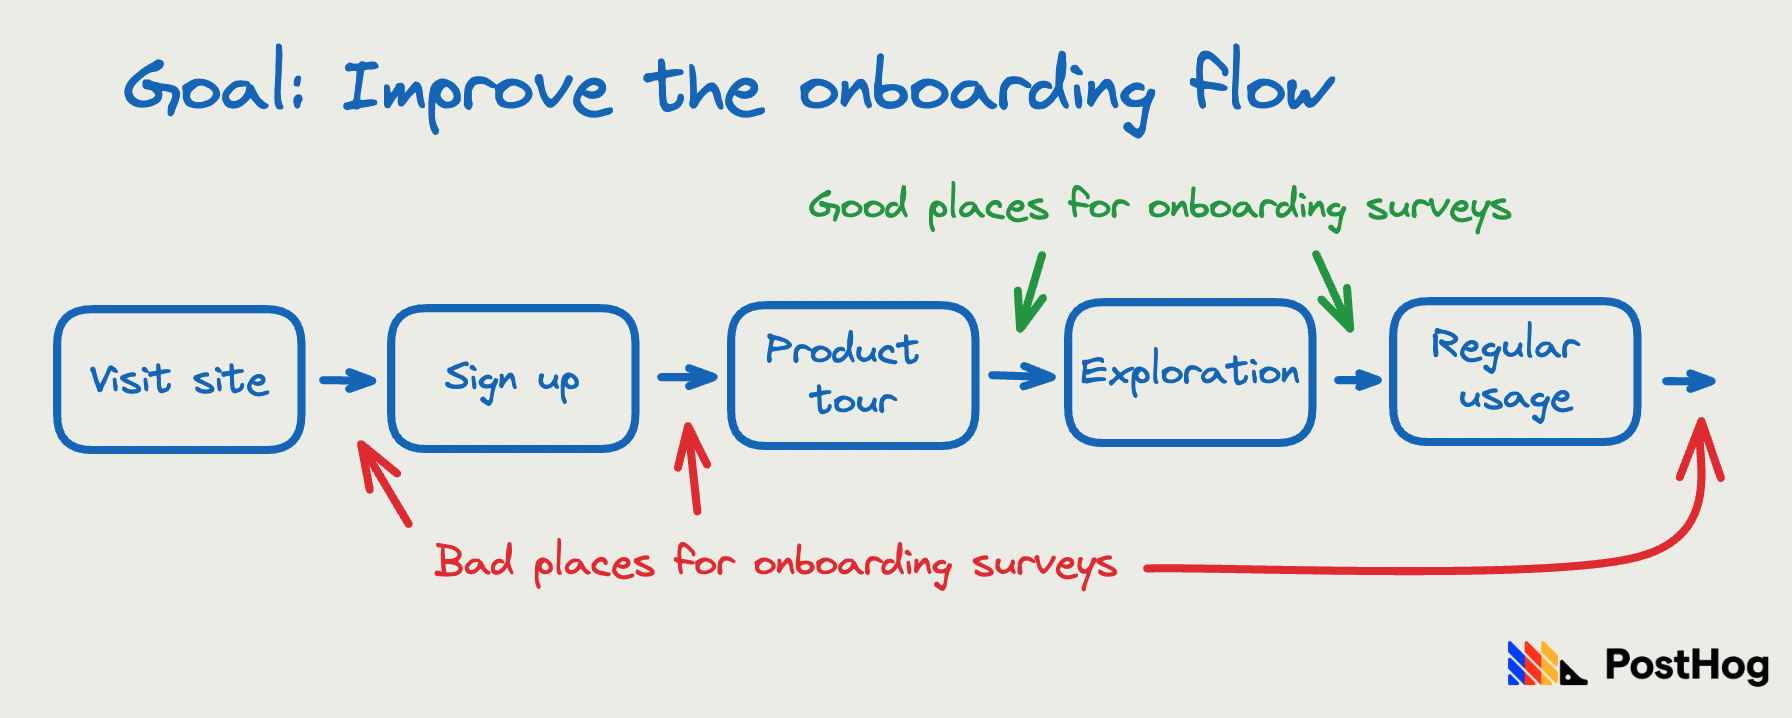 Goal: Improve the onboarding flow
Good places for onboarding surveys
Visit site
Sign up
Product
tour
Exploration
Regular
usage
Bad places for onboarding surveys
PostHog